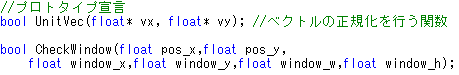 //プロトタイプ宣言
bool UnitVec(float* vx, float* vy); //ベクトルの正規化を行う関数
bool CheckWindow(float pos_x,float pos_y,
float window_x,float window_y,float window_w,float window_h);